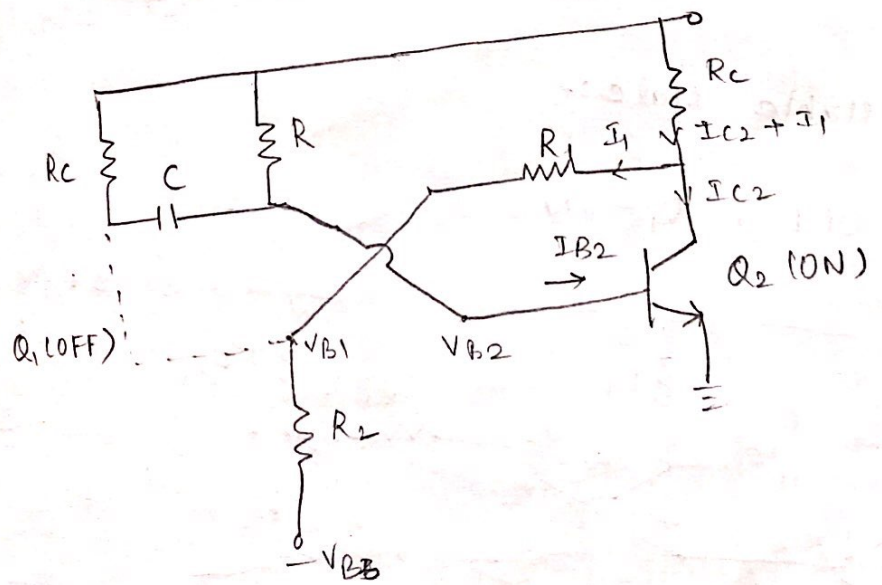 Rc
R
C
Rc
R
I1
IC2 + I1
IC2
IB2
Q2 (ON)
Q1 (OFF)
VB1
VB2
R2
-VBB